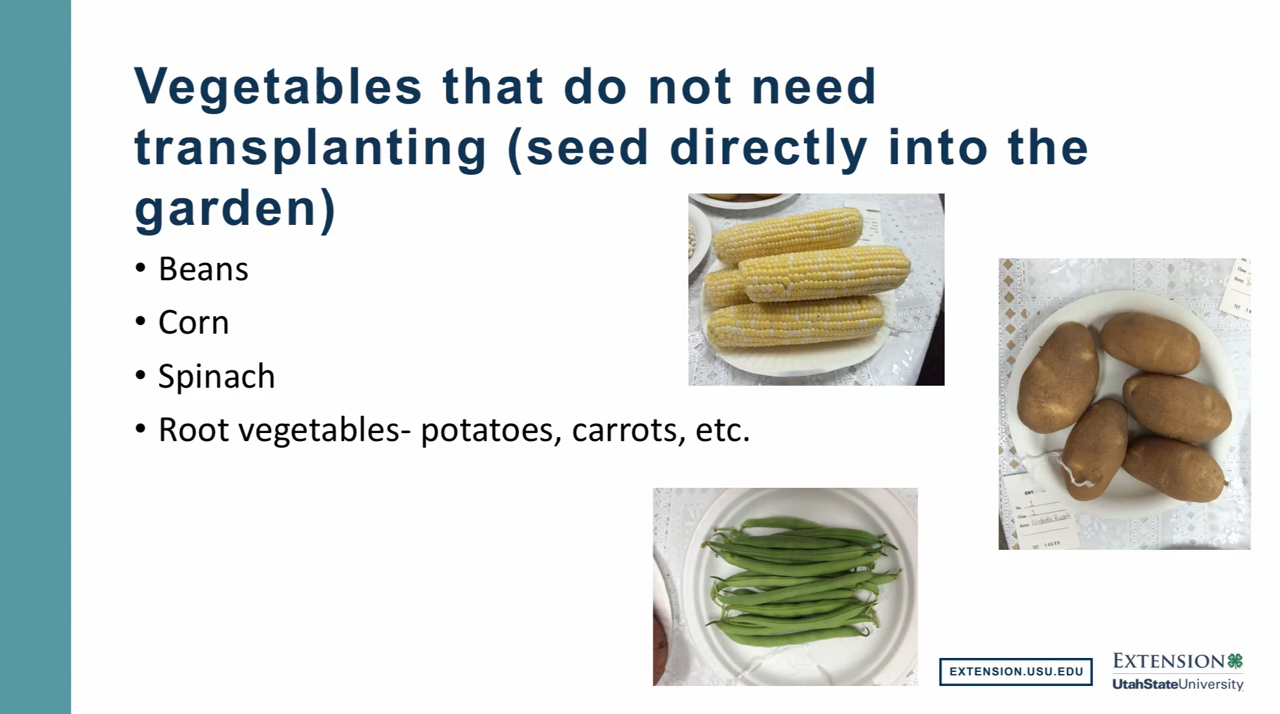 Vegetables that do not need
transplanting (seed directly into the
garden)
• Beans
• Corn
• Spinach
• Root vegetables- potatoes, carrots, etc.
EXTENSION.USU.EDU
EXTENSION
UtahStateUniversity